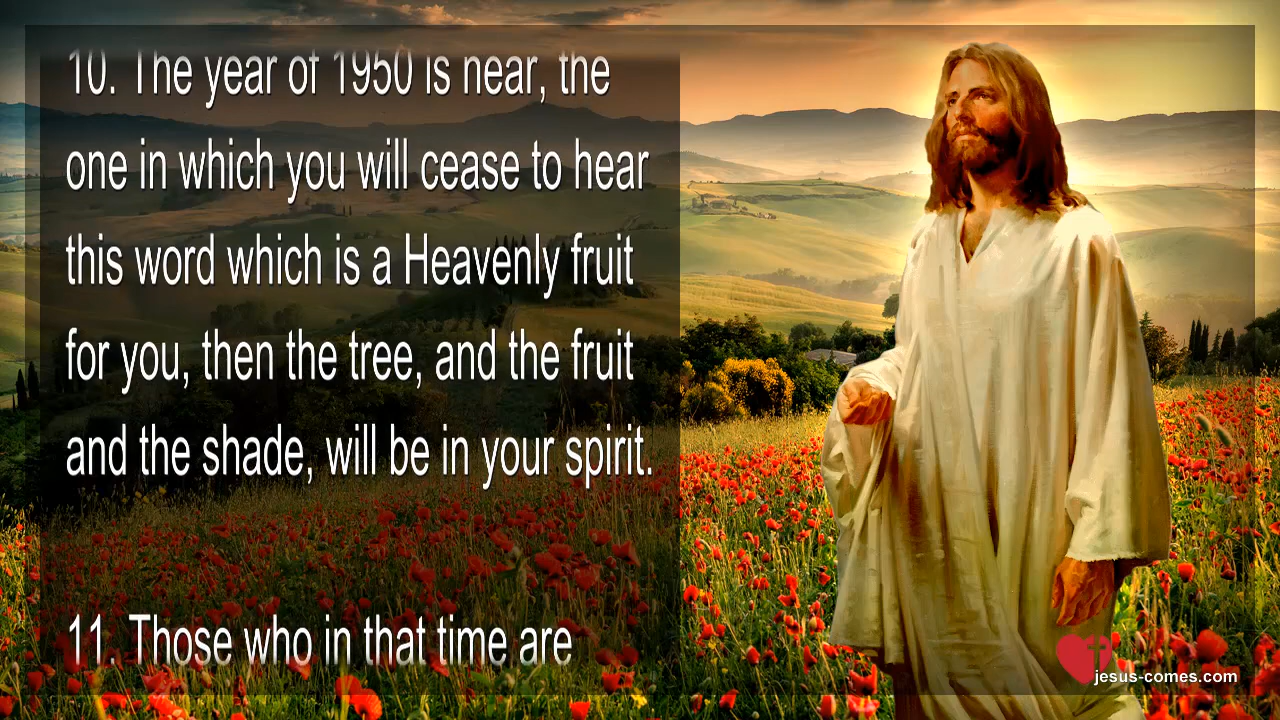 10. The year of 1950 is near, the
one in which you will cease to hear
this word which is a Heavenly fruit
for you, then the tree, and the fruit
and the shade, will be in your spirit.
11. Those who in that time are
jesus-comes.com